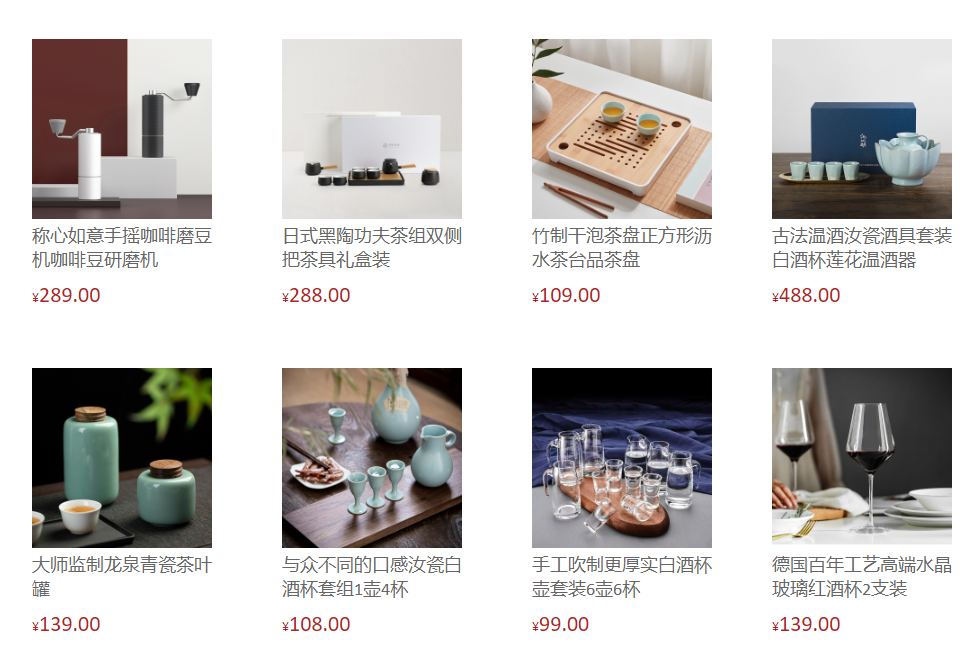 称心如意手摇咖啡磨豆
机咖啡豆研磨机
¥289.00
日式黑陶功夫茶组双侧
把茶具礼盒装
¥288.00
竹制干泡茶盘正方形沥
水茶台品茶盘
¥109.00
古法温酒汝瓷酒具套装
白酒杯莲花温酒器
¥488.00
大师监制龙泉青瓷茶叶
罐
¥139.00
与众不同的口感汝瓷白
酒杯套组1壶4杯
¥108.00
手工吹制更厚实白酒杯
壶套装6壶6杯
¥99.00
德国百年工艺高端水晶
玻璃红酒杯2支装
¥139.00